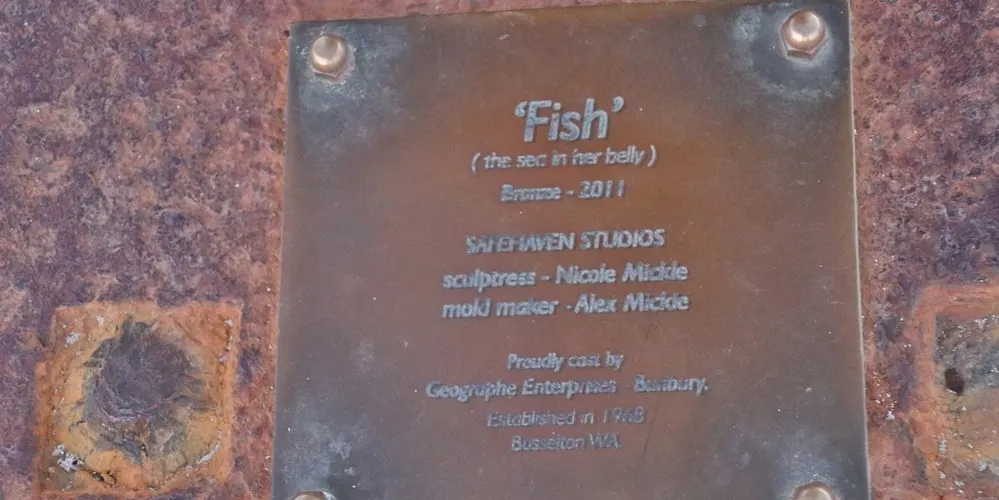 ‘Fish’
( the sea in her belly )
Bronze - 2011
SAFEHAVEN STUDIOS
sculptress - Nicole Mickle
mold maker - Alex Mickle
Proudly cast by
Geographe Enterprises - Bunbury.
Established in 1968
Busselton WA.